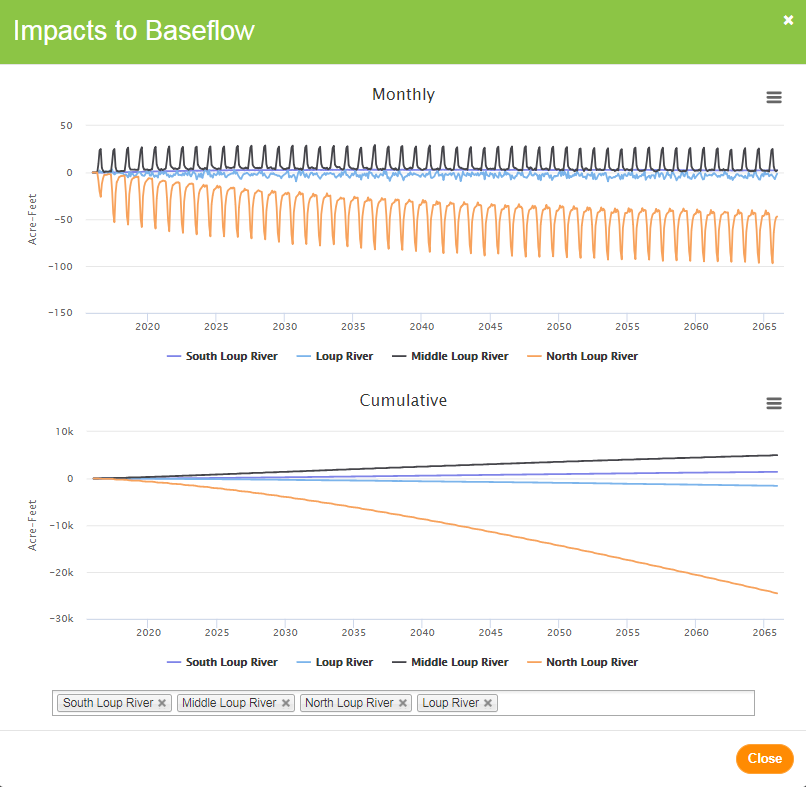 Impacts to Baseflow ×
Monthly
50
0
−50
−100
−150
Acre-Feet
2020 2025 2030 2035 2040 2045 2050 2055 2060 2065
South Loup River Loup River Middle Loup River North Loup River
Cumulative
10k
0
−10k
−20k
−30k
Acre-Feet
2020 2025 2030 2035 2040 2045 2050 2055 2060 2065
South Loup River Loup River Middle Loup River North Loup River
South Loup River × Middle Loup River × North Loup River × Loup River ×
Close